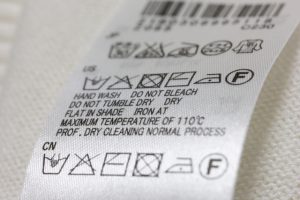 US
HAND WASH DO NOT BLEACH
DO NOT TUMBLE DRY DRY
FLAT IN SHADE IRON AT
MAXIMUM TEMPERATURE OF 110°C
PROF. DRY CLEANING NORMAL PROCESS
CN